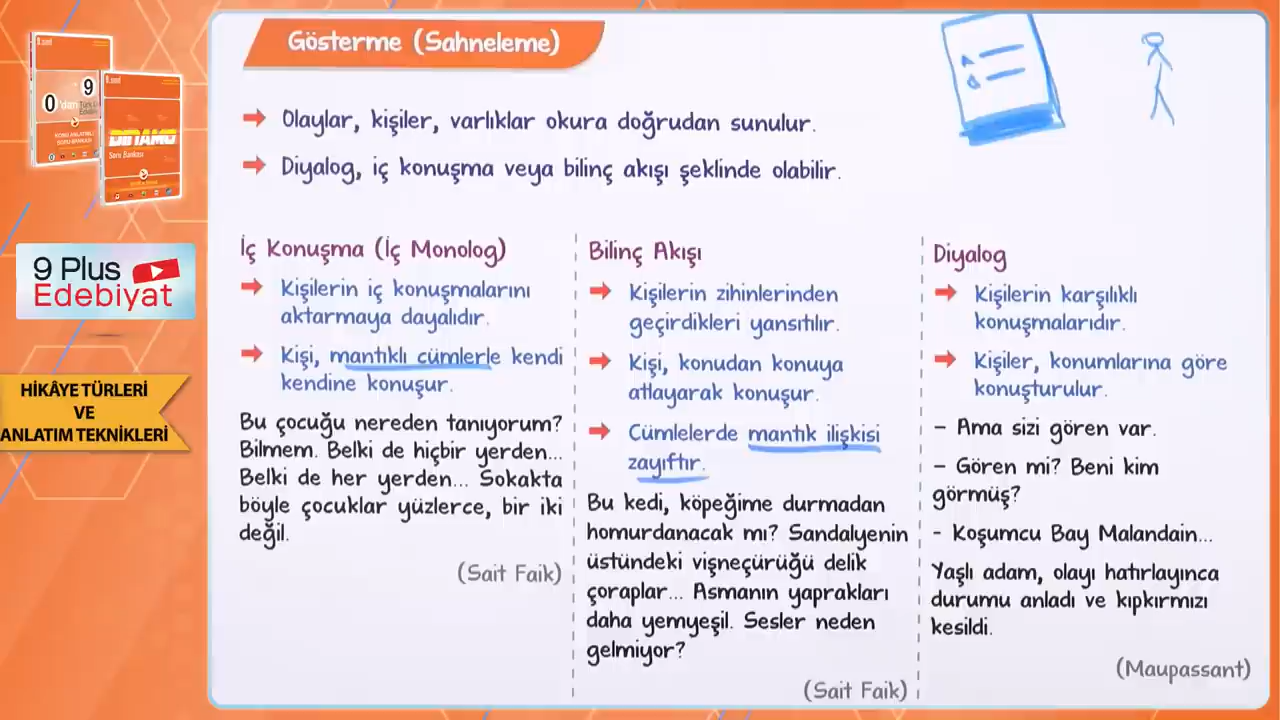 Gösterme (Sahneleme)
Olaylar, kişiler, varlıklar okura doğrudan sunulur.
Diyalog, iç konuşma veya bilinç akışı şeklinde olabilir.
İç Konuşma (İç Monolog)
Kişilerin iç konuşmalarını
aktarmaya dayalıdır.
Kişi, mantıklı cümlerle kendi
kendine konuşur.
Bu çocuğu nereden tanıyorum?
Bilmem. Belki de hiçbir yerden...
Belki de her yerden... Sokakta
böyle çocuklar yüzlerce, bir iki
değil.
(Sait Faik)
Bilinç Akışı
Kişilerin zihinlerinden
geçirdikleri yansıtılır.
Kişi, konudan konuya
atlayarak konuşur.
Cümlelerde mantık ilişkisi
zayıftır.
Bu kedi, köpeğime durmadan
homurdanacak mı? Sandalyenin
üstündeki vişneçürüğü delik
çoraplar... Asmanın yaprakları
daha yemyeşil. Sesler neden
gelmiyor?
(Sait Faik)
Diyalog
Kişilerin karşılıklı
konuşmalarıdır.
Kişiler, konumlarına göre
konuşturulur.
– Ama sizi gören var.
– Gören mi? Beni kim
görmüş?
- Koşumcu Bay Malandain...
Yaşlı adam, olayı hatırlayınca
durumu anladı ve kıpkırmızı
kesildi.
(Maupassant)
9
0'dan
DİNAMO
Soru Bankası
9 Plus
Edebiyat
HİKÂYE TÜRLERİ
VE
ANLATIM TEKNİKLERİ